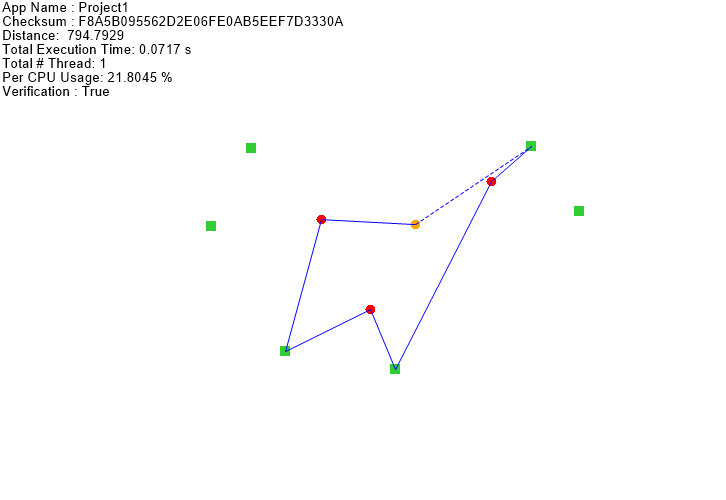 App Name : Project1
Checksum : F8A5B095562D2E06FE0AB5EEF7D3330A
Distance:  794.7929
Total Execution Time: 0.0717 s
Total # Thread: 1
Per CPU Usage: 21.8045 %
Verification : True